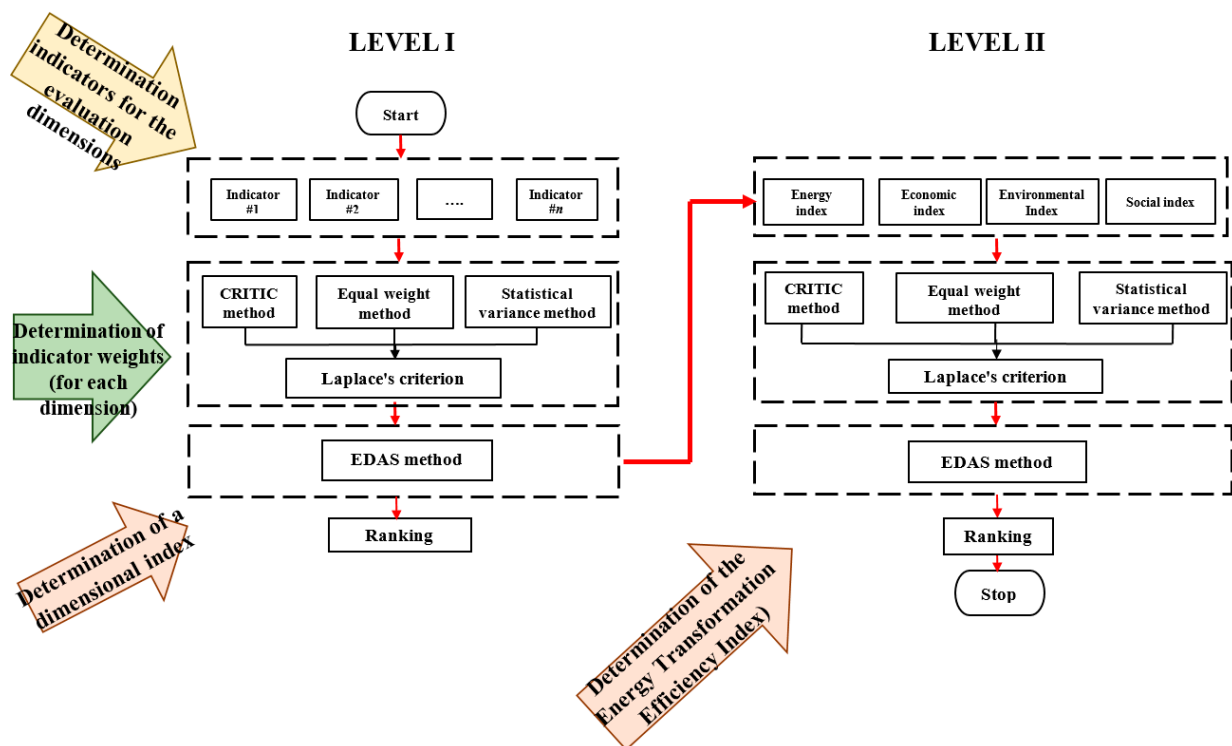 LEVEL I
LEVEL II
Determination
indicators for the
evaluation
dimensions
Start
Indicator
#1
Indicator
#2
....
Indicator
#n
Energy
index
Economic
index
Environmental
Index
Social index
Determination of
indicator weights
(for each
dimension)
CRITIC
method
Equal weight
method
Statistical
variance method
Laplace's criterion
CRITIC
method
Equal weight
method
Statistical
variance method
Laplace's criterion
EDAS method
EDAS method
Determination of a
dimensional index
Ranking
Ranking
Determination of the
Energy Transformation
Efficiency Index)
Stop